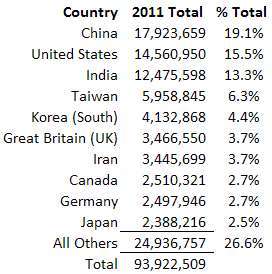 Country 2011 Total % Total
China 17,923,659 19.1%
United States 14,560,950 15.5%
India 12,475,598 13.3%
Taiwan 5,958,845 6.3%
Korea (South) 4,132,868 4.4%
Great Britain (UK) 3,466,550 3.7%
Iran 3,445,699 3.7%
Canada 2,510,321 2.7%
Germany 2,497,946 2.7%
Japan 2,388,216 2.5%
All Others 24,936,757 26.6%
Total 93,922,509